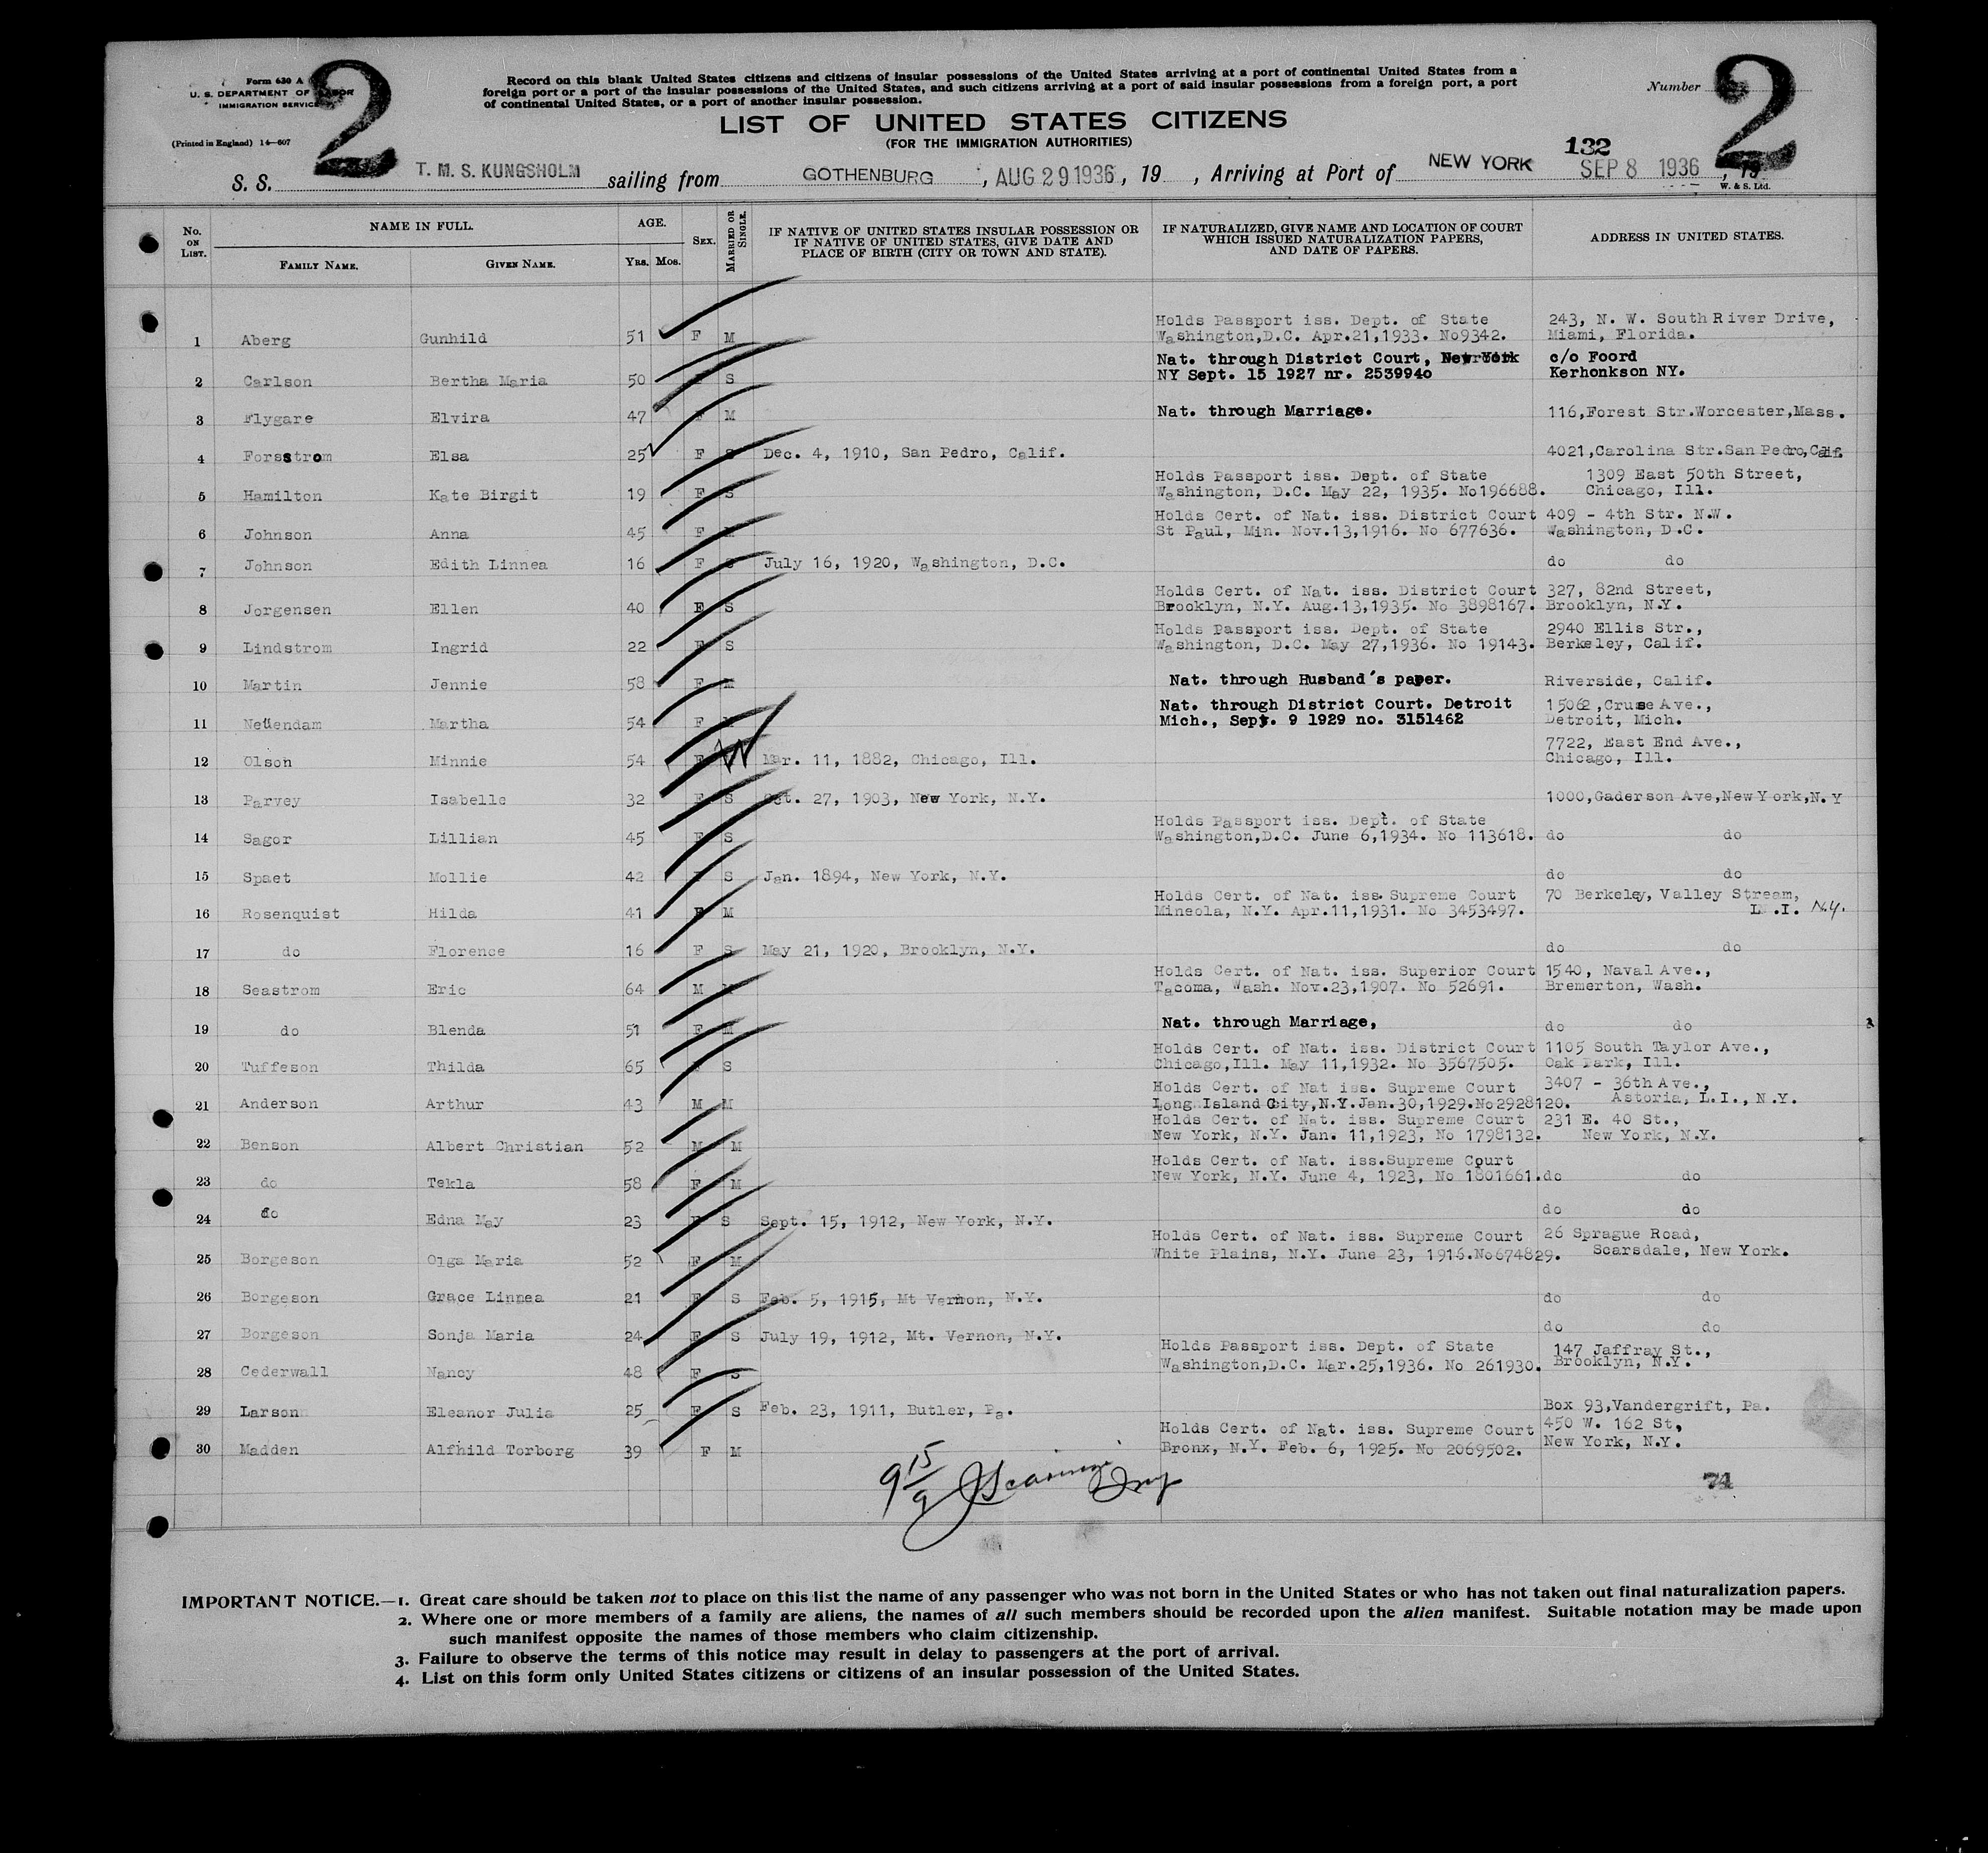 Form 630 A
U. S. DEPARTMENT OF LABOR
IMMIGRATION SERVICE
(Printed in England) 14—607
2
Record on this blank United States citizens and citizens of insular possessions of the United States arriving at a port of continental United States from a
foreign port or a port of the insular possessions of the United States, and such citizens arriving at a port of said insular possessions from a foreign port, a port
of continental United States, or a port of another insular possession.
Number 2
LIST OF UNITED STATES CITIZENS
(FOR THE IMMIGRATION AUTHORITIES)
132
S. S. T. M. S. KUNGSHOLM sailing from GOTHENBURG, AUG 29 1936, 19 , Arriving at Port of NEW YORK SEP 8 1936, 19
W. & S. Ltd.
No. ON LIST. NAME IN FULL. AGE. SEX. MARRIED OR SINGLE. IF NATIVE OF UNITED STATES INSULAR POSSESSION OR IF NATIVE OF UNITED STATES, GIVE DATE AND PLACE OF BIRTH (CITY OR TOWN AND STATE). IF NATURALIZED, GIVE NAME AND LOCATION OF COURT WHICH ISSUED NATURALIZATION PAPERS, AND DATE OF PAPERS. ADDRESS IN UNITED STATES.
FAMILY NAME. GIVEN NAME. YRS. MOS.
Holds Passport iss. Dept. of State 243, N. W. South River Drive,
1 Aberg Gunhild 51 F M Washington,D.C. Apr.21,1933. No9342. Miami, Florida.
Nat. through District Court, New York c/o Foord
2 Carlson Bertha Maria 50 F S NY Sept. 15 1927 nr. 2539940 Kerhonkson NY.
3 Flygare Elvira 47 F M Nat. through Marriage. 116,Forest Str.Worcester,Mass.
4 Forsstrom Elsa 25 F S Dec. 4, 1910, San Pedro, Calif. 4021,Carolina Str.San Pedro,Calif.
Holds Passport iss. Dept. of State 1309 East 50th Street,
5 Hamilton Kate Birgit 19 F S Washington, D.C. May 22, 1935. No196688. Chicago, Ill.
Holds Cert. of Nat. iss. District Court 409 - 4th Str. N.W.
6 Johnson Anna 45 F M St Paul, Min. Nov.13,1916. No 677636. Washington, D.C.
7 Johnson Edith Linnea 16 F S July 16, 1920, Washington, D.C. do do
Holds Cert. of Nat. iss. District Court 327, 82nd Street,
8 Jorgensen Ellen 40 F S Brooklyn, N.Y. Aug.13,1935. No 3898167. Brooklyn, N.Y.
Holds Passport iss. Dept. of State 2940 Ellis Str.,
9 Lindstrom Ingrid 22 F S Washington, D.C. May 27,1936. No 19143. Berkeley, Calif.
10 Martin Jennie 58 F M Nat. through Husband's paper. Riverside, Calif.
Nat. through District Court. Detroit 15062,Cruse Ave.,
11 Neuendam Martha 54 F M Mich., Sept. 9 1929 no. 3151462 Detroit, Mich.
7722, East End Ave.,
12 Olson Minnie 54 F W Mar. 11, 1882, Chicago, Ill. Chicago, Ill.
13 Parvey Isabelle 32 F S Oct. 27, 1903, New York, N.Y. 1000,Gaderson Ave,New York,N.Y
Holds Passport iss. Dept. of State
14 Sagor Lillian 45 F S Washington,D.C. June 6,1934. No 113618. do do
15 Spaet Mollie 42 F S Jan. 1894, New York, N.Y. do do
Holds Cert. of Nat. iss. Supreme Court 70 Berkeley, Valley Stream,
16 Rosenquist Hilda 41 F M Mineola, N.Y. Apr.11,1931. No 3453497. L.I. N.Y.
17 do Florence 16 F S May 21, 1920, Brooklyn, N.Y. do do
Holds Cert. of Nat. iss. Superior Court 1540, Naval Ave.,
18 Seastrom Eric 64 M M Tacoma, Wash. Nov.23,1907. No 52691. Bremerton, Wash.
19 do Blenda 51 F M Nat. through Marriage, do do
Holds Cert. of Nat. iss. District Court 1105 South Taylor Ave.,
20 Tuffeson Thilda 65 F S Chicago,Ill. May 11,1932. No 3567505. Oak Park, Ill.
Holds Cert. of Nat iss. Supreme Court 3407 - 36th Ave.,
21 Anderson Arthur 43 M M Long Island City,N.Y.Jan.30,1929.No2928120. Astoria, L.I., N.Y.
Holds Cert. of Nat. iss. Supreme Court 231 E. 40 St.,
22 Benson Albert Christian 52 M M New York, N.Y. Jan. 11,1923, No 1798132. New York, N.Y.
Holds Cert. of Nat. iss.Supreme Court
23 do Tekla 58 F M New York, N.Y. June 4, 1923, No 1801661. do do
24 do Edna May 23 F S Sept. 15, 1912, New York, N.Y. do do
Holds Cert. of Nat. iss. Supreme Court 26 Sprague Road,
25 Borgeson Olga Maria 52 F M White Plains, N.Y. June 23, 1916.No674829. Scarsdale, New York.
26 Borgeson Grace Linnea 21 F S Feb. 5, 1915, Mt Vernon, N.Y. do do
27 Borgeson Sonja Maria 24 F S July 19, 1912, Mt. Vernon, N.Y. do do
Holds Passport iss. Dept. of State 147 Jaffray St.,
28 Cederwall Nancy 48 F S Washington,D.C. Mar.25,1936. No 261930. Brooklyn, N.Y.
29 Larson Eleanor Julia 25 F S Feb. 23, 1911, Butler, Pa. Box 93,Vandergrift, Pa.
Holds Cert. of Nat. iss. Supreme Court 450 W. 162 St,
30 Madden Alfhild Torborg 39 F M Bronx, N.Y. Feb. 6, 1925. No 2069502. New York, N.Y.
9 15/9
74
IMPORTANT NOTICE.—1. Great care should be taken not to place on this list the name of any passenger who was not born in the United States or who has not taken out final naturalization papers.
2. Where one or more members of a family are aliens, the names of all such members should be recorded upon the alien manifest. Suitable notation may be made upon
such manifest opposite the names of those members who claim citizenship.
3. Failure to observe the terms of this notice may result in delay to passengers at the port of arrival.
4. List on this form only United States citizens or citizens of an insular possession of the United States.